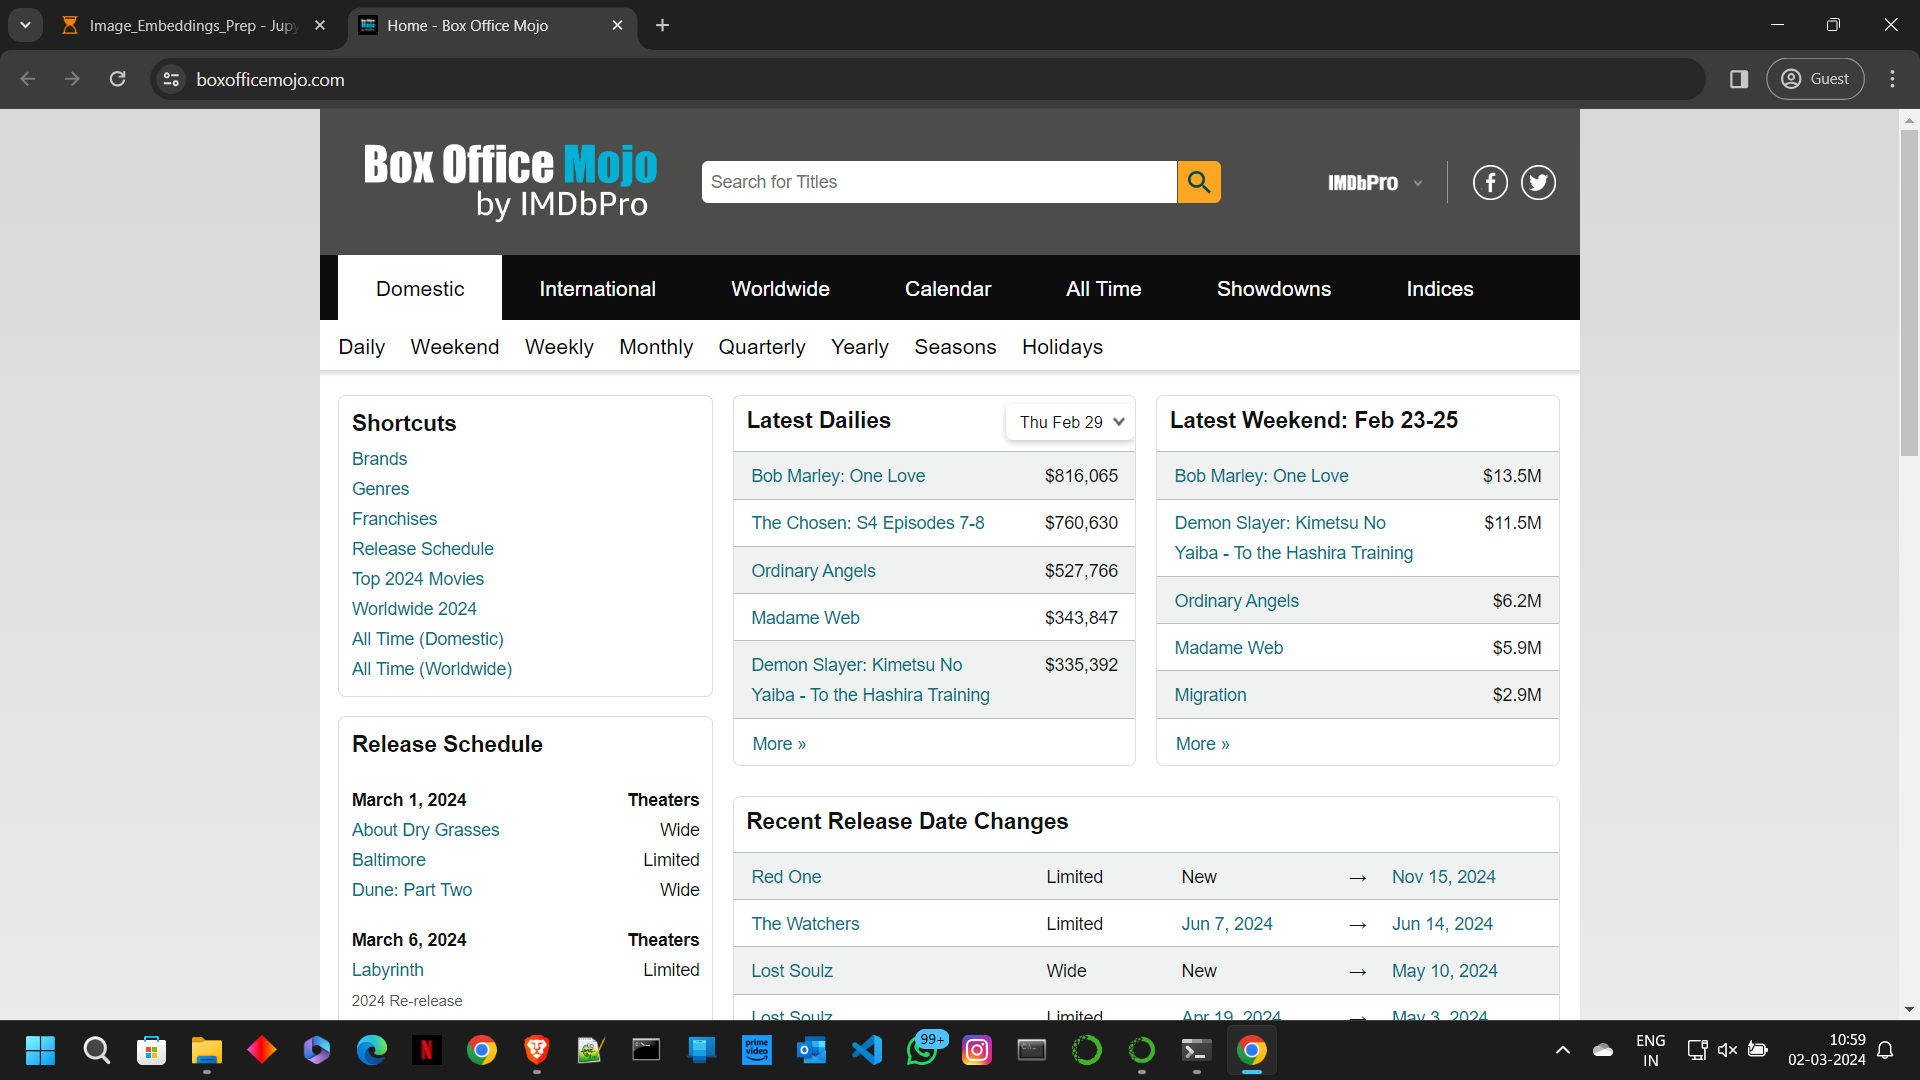 Image_Embeddings_Prep - Jupy
Home - Box Office Mojo
boxofficemojo.com
Guest
Box Office Mojo
by IMDbPro
Search for Titles
IMDbPro
Domestic International Worldwide Calendar All Time Showdowns Indices
Daily Weekend Weekly Monthly Quarterly Yearly Seasons Holidays
Shortcuts
Brands
Genres
Franchises
Release Schedule
Top 2024 Movies
Worldwide 2024
All Time (Domestic)
All Time (Worldwide)
Release Schedule
March 1, 2024 Theaters
About Dry Grasses Wide
Baltimore Limited
Dune: Part Two Wide
March 6, 2024 Theaters
Labyrinth Limited
2024 Re-release
Latest Dailies Thu Feb 29
Bob Marley: One Love $816,065
The Chosen: S4 Episodes 7-8 $760,630
Ordinary Angels $527,766
Madame Web $343,847
Demon Slayer: Kimetsu No $335,392
Yaiba - To the Hashira Training
More »
Latest Weekend: Feb 23-25
Bob Marley: One Love $13.5M
Demon Slayer: Kimetsu No $11.5M
Yaiba - To the Hashira Training
Ordinary Angels $6.2M
Madame Web $5.9M
Migration $2.9M
More »
Recent Release Date Changes
Red One Limited New → Nov 15, 2024
The Watchers Limited Jun 7, 2024 → Jun 14, 2024
Lost Soulz Wide New → May 10, 2024
Lost Soulz Limited Apr 19, 2024 → May 3, 2024
prime
video
99+
ENG
IN
10:59
02-03-2024